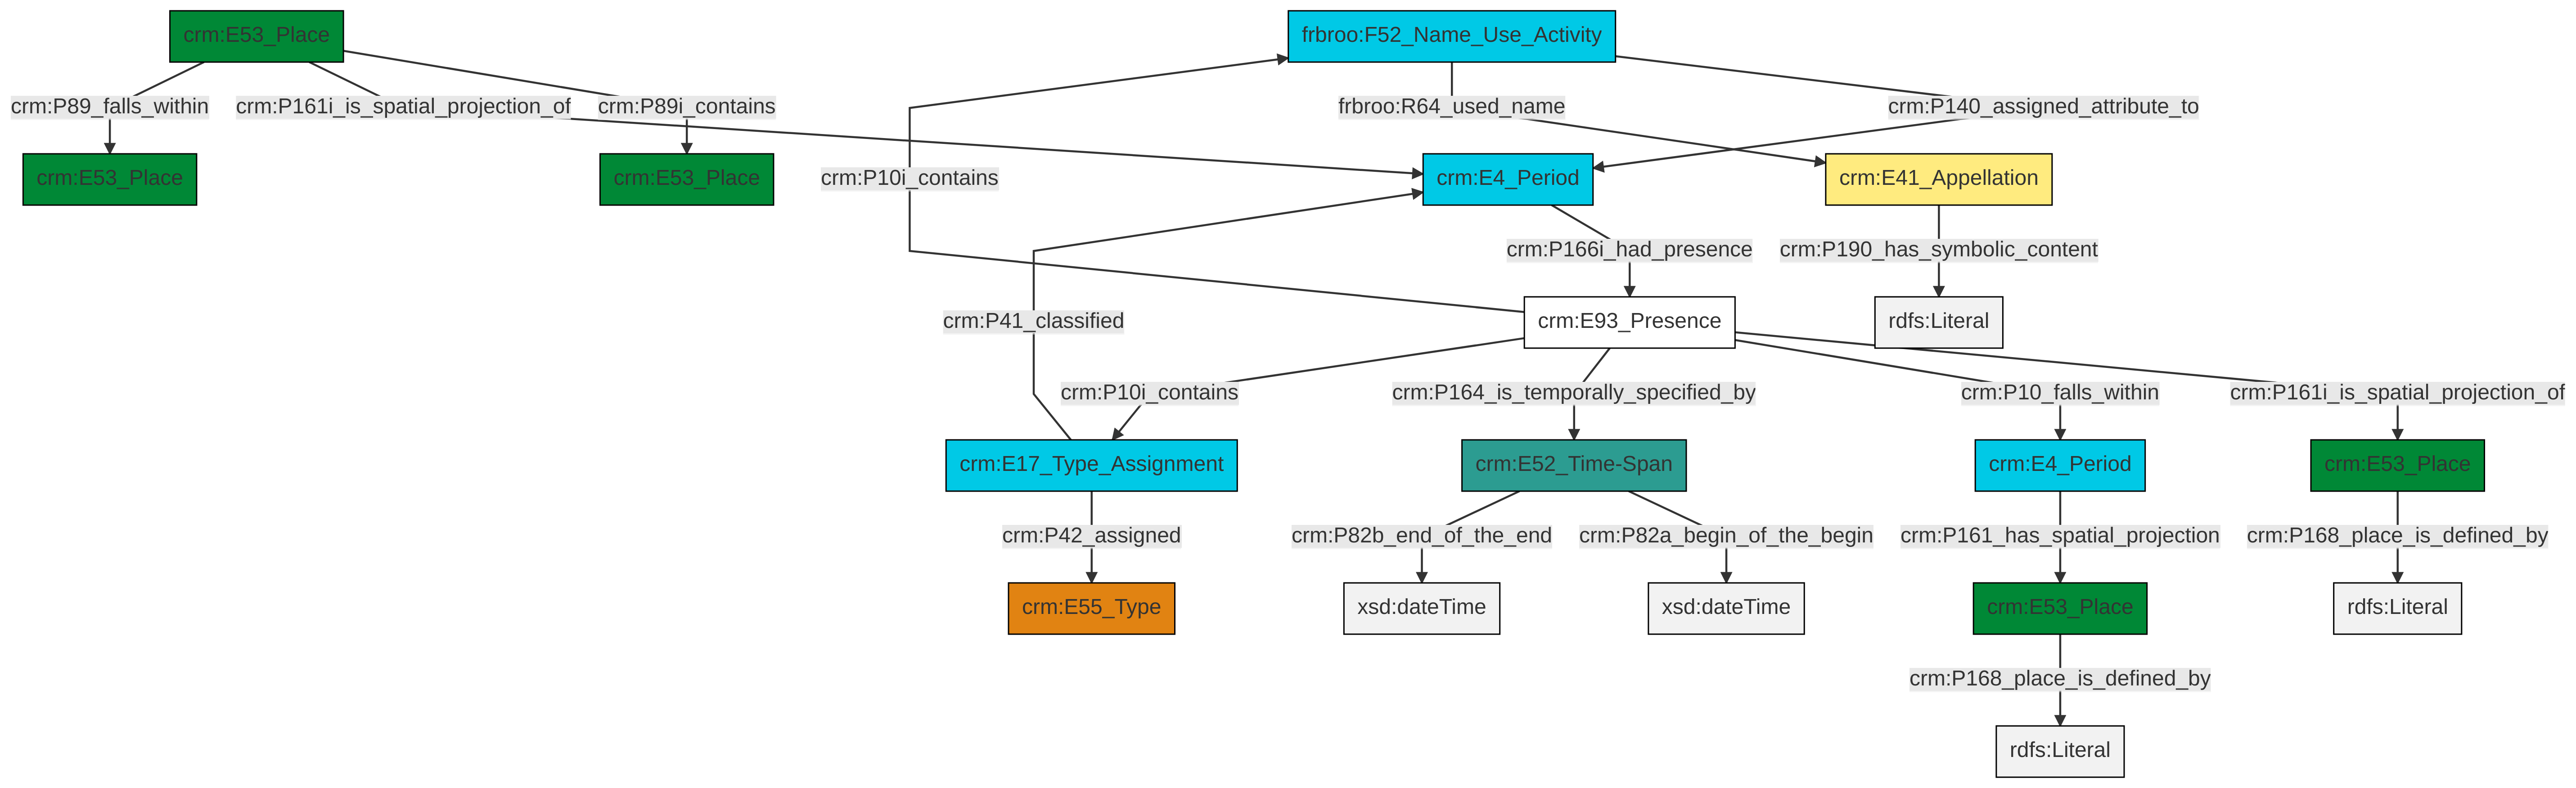 crm:E53_Place
frbroo:F52_Name_Use_Activity
crm:P89_falls_within
crm:P161i_is_spatial_projection_of
crm:P89i_contains
frbroo:R64_used_name
crm:P140_assigned_attribute_to
crm:E53_Place
crm:E53_Place
crm:P10i_contains
crm:E4_Period
crm:E41_Appellation
crm:P166i_had_presence
crm:P190_has_symbolic_content
crm:P41_classified
crm:E93_Presence
rdfs:Literal
crm:P10i_contains
crm:P164_is_temporally_specified_by
crm:P10_falls_within
crm:P161i_is_spatial_projection_of
crm:E17_Type_Assignment
crm:E52_Time-Span
crm:E4_Period
crm:E53_Place
crm:P42_assigned
crm:P82b_end_of_the_end
crm:P82a_begin_of_the_begin
crm:P161_has_spatial_projection
crm:P168_place_is_defined_by
crm:E55_Type
xsd:dateTime
xsd:dateTime
crm:E53_Place
rdfs:Literal
crm:P168_place_is_defined_by
rdfs:Literal